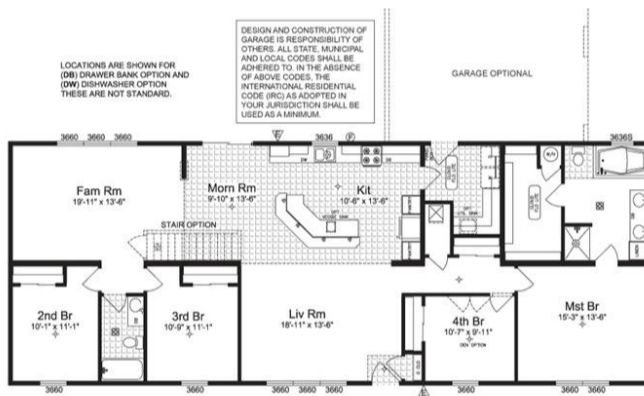 DESIGN AND CONSTRUCTION OF
GARAGE IS RESPONSIBILITY OF
OTHERS. ALL STATE, MUNICIPAL
AND LOCAL CODES SHALL BE
ADHERED TO. IN THE ABSENCE
OF ABOVE CODES, THE
INTERNATIONAL RESIDENTIAL
CODE (IRC) AS ADOPTED IN
YOUR JURISDICTION SHALL BE
USED AS A MINIMUM.
LOCATIONS ARE SHOWN FOR
(DB) DRAWER BANK OPTION AND
(DW) DISHWASHER OPTION
THESE ARE NOT STANDARD.
GARAGE OPTIONAL
3660 3660 3660
3636
F
3636S
DW
DB
Fam Rm
19'-11" x 13'-6"
Morn Rm
9'-10" x 13'-6"
Kit
10'-6" x 13'-6"
STAIR OPTION
UP
2nd Br
10'-1" x 11'-1"
3rd Br
10'-9" x 11'-1"
Liv Rm
18'-11" x 13'-6"
4th Br
10'-7" x 9'-11"
DEN OPTION
Mst Br
15'-3" x 13'-6"
3660
3660
3660 3660
3660
3660 3660